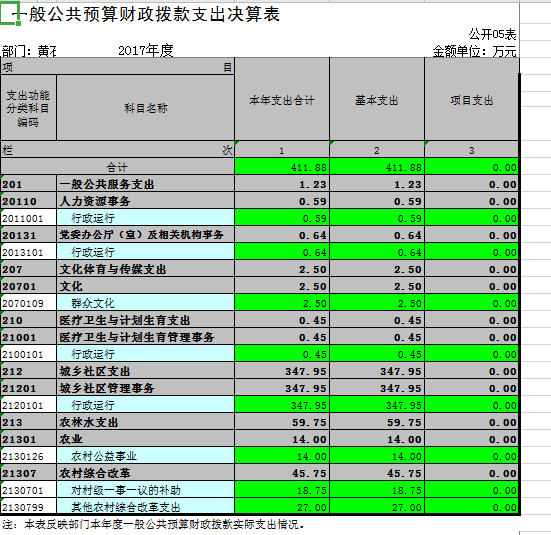 一般公共预算财政拨款支出决算表
公开05表
部门：黄石 2017年度 金额单位：万元
项 目 本年支出合计 基本支出 项目支出
支出功能分类科目编码 科目名称
栏 次 1 2 3
合计 411.88 411.88 0.00
201 一般公共服务支出 1.23 1.23 0.00
20110 人力资源事务 0.59 0.59 0.00
2011001 行政运行 0.59 0.59 0.00
20131 党委办公厅（室）及相关机构事务 0.64 0.64 0.00
2013101 行政运行 0.64 0.64 0.00
207 文化体育与传媒支出 2.50 2.50 0.00
20701 文化 2.50 2.50 0.00
2070109 群众文化 2.50 2.50 0.00
210 医疗卫生与计划生育支出 0.45 0.45 0.00
21001 医疗卫生与计划生育管理事务 0.45 0.45 0.00
2100101 行政运行 0.45 0.45 0.00
212 城乡社区支出 347.95 347.95 0.00
21201 城乡社区管理事务 347.95 347.95 0.00
2120101 行政运行 347.95 347.95 0.00
213 农林水支出 59.75 59.75 0.00
21301 农业 14.00 14.00 0.00
2130126 农村公益事业 14.00 14.00 0.00
21307 农村综合改革 45.75 45.75 0.00
2130701 对村级一事一议的补助 18.75 18.75 0.00
2130799 其他农村综合改革支出 27.00 27.00 0.00
注：本表反映部门本年度一般公共预算财政拨款实际支出情况。